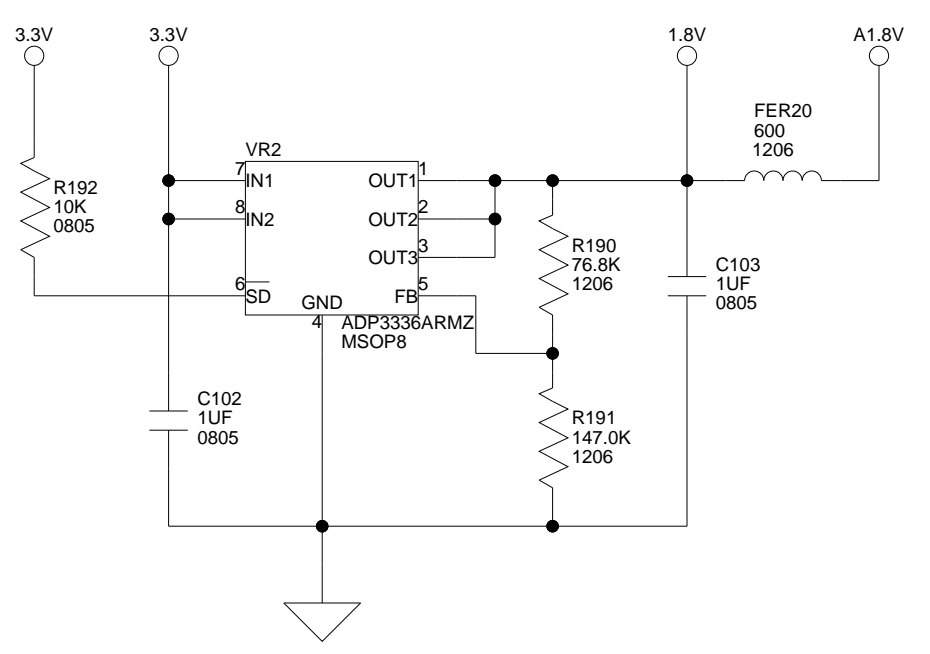 3.3V
3.3V
1.8V
A1.8V
FER20
600
1206
VR2
R192
10K
0805
7
IN1
8
IN2
6
SD
GND
4
OUT1
1
OUT2
2
OUT3
3
FB
5
ADP3336ARMZ
MSOP8
R190
76.8K
1206
C103
1UF
0805
C102
1UF
0805
R191
147.0K
1206